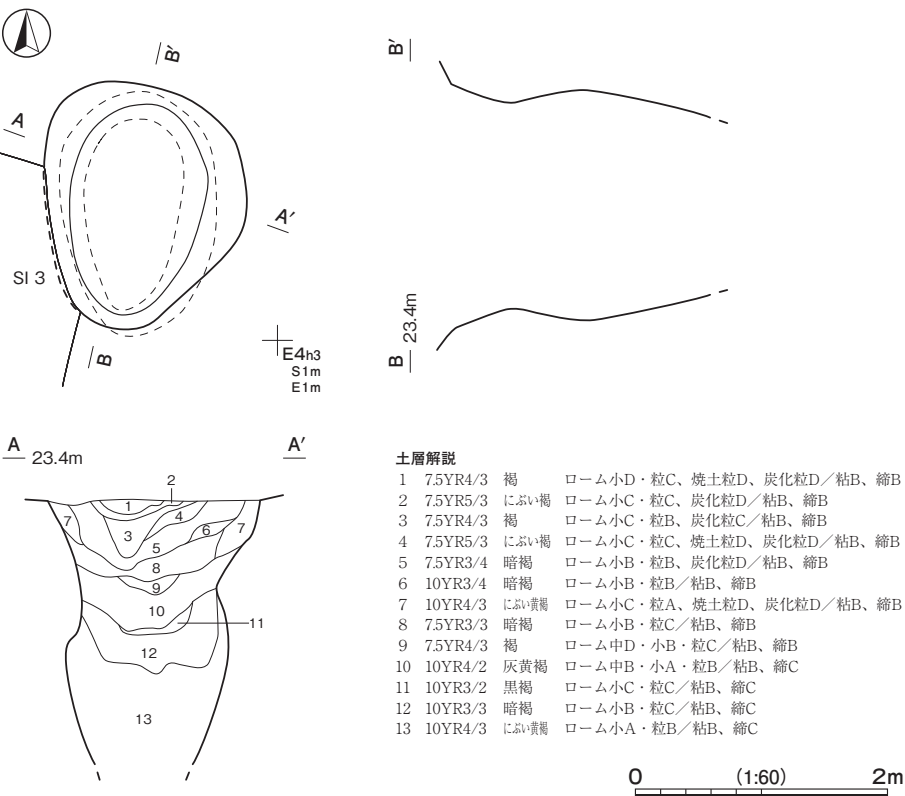 B′
A
A′
SI 3
B
E4h3
S1m
E1m
B′
B 23.4m
A 23.4m A′
1
2
3
4
5
6
7
7
8
9
10
11
12
13
土層解説
1 7.5YR4/3 褐 ローム小D・粒C、焼土粒D、炭化粒D／粘B、締B
2 7.5YR5/3 にぶい褐 ローム小C・粒C、炭化粒D／粘B、締B
3 7.5YR4/3 褐 ローム小C・粒B、炭化粒C／粘B、締B
4 7.5YR5/3 にぶい褐 ローム小C・粒C、焼土粒D、炭化粒D／粘B、締B
5 7.5YR3/4 暗褐 ローム小B・粒B、炭化粒D／粘B、締B
6 10YR3/4 暗褐 ローム小B・粒B／粘B、締B
7 10YR4/3 にぶい黄褐 ローム小C・粒A、焼土粒D、炭化粒D／粘B、締B
8 7.5YR3/3 暗褐 ローム小B・粒C／粘B、締B
9 7.5YR4/3 褐 ローム中D・小B・粒C／粘B、締B
10 10YR4/2 灰黄褐 ローム中B・小A・粒B／粘B、締C
11 10YR3/2 黒褐 ローム小C・粒C／粘B、締C
12 10YR3/3 暗褐 ローム小B・粒C／粘B、締C
13 10YR4/3 にぶい黄褐 ローム小A・粒B／粘B、締C
0 (1:60) 2m